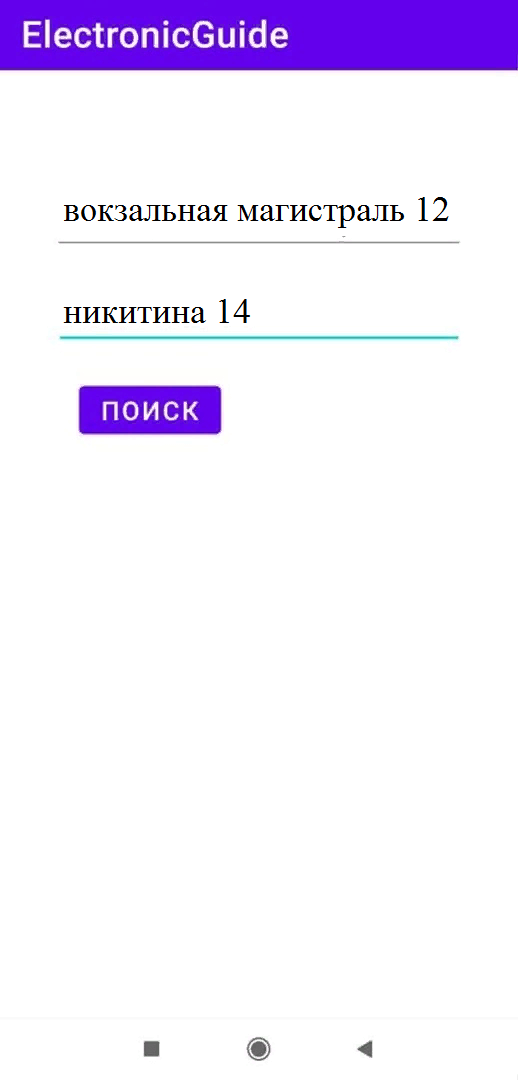 ElectronicGuide
вокзальная магистраль 12
никитина 14
ПОИСК